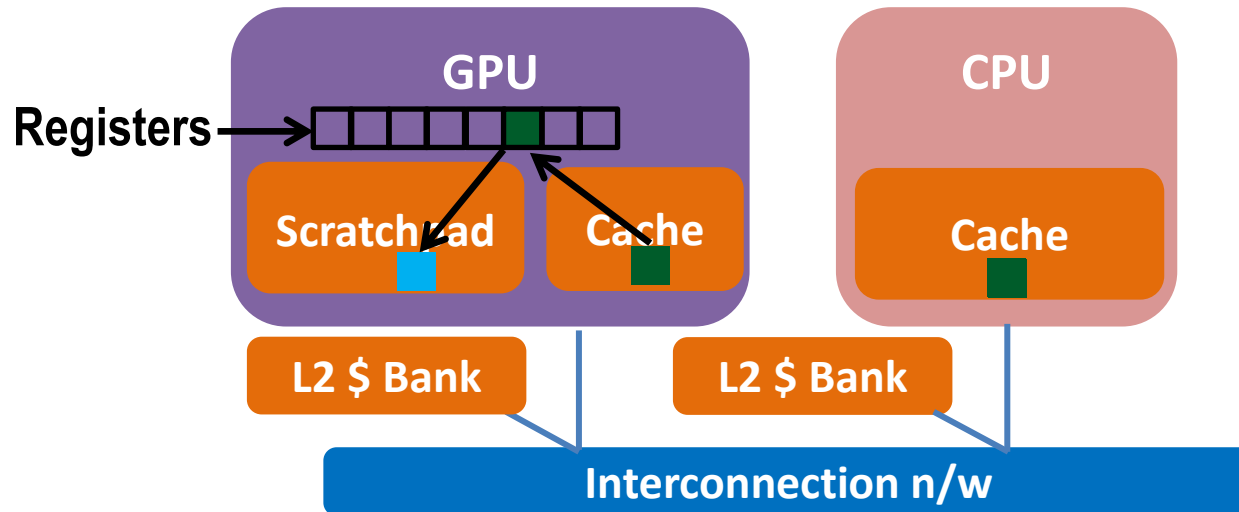 GPU
CPU
Registers
Scratchpad
Cache
Cache
L2 $ Bank
L2 $ Bank
Interconnection n/w